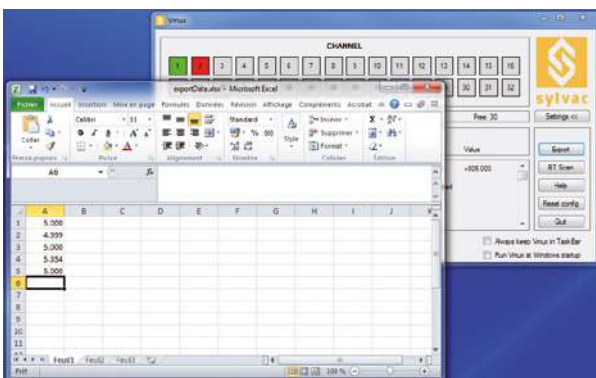 Vmux
CHANNEL
1 2 3 4 5 6 7 8 9 10 11 12 13 14 15 16
30 31 32
sylvac
Free 30
Settings <<
Value
+005.000
Export
BT Scan
Help
Reset config
Quit
Always keep Vmux in TaskBar
Run Vmux at Windows startup
exportData.xlsx - Microsoft Excel
Fichier Accueil Insertion Mise en page Formules Données Révision Affichage Compléments Acrobat
Coller
Calibri 11
Standard
Style
Insérer
Supprimer
Format
Presse-papiers Police Alignement Nombre Cellules Édition
A6 fx
A B C D E F G H I J K
1 5.000
2 4.999
3 5.000
4 5.354
5 5.000
6
7
8
9
10
11
Feuil1 Feuil2 Feuil3
Prêt 100 %